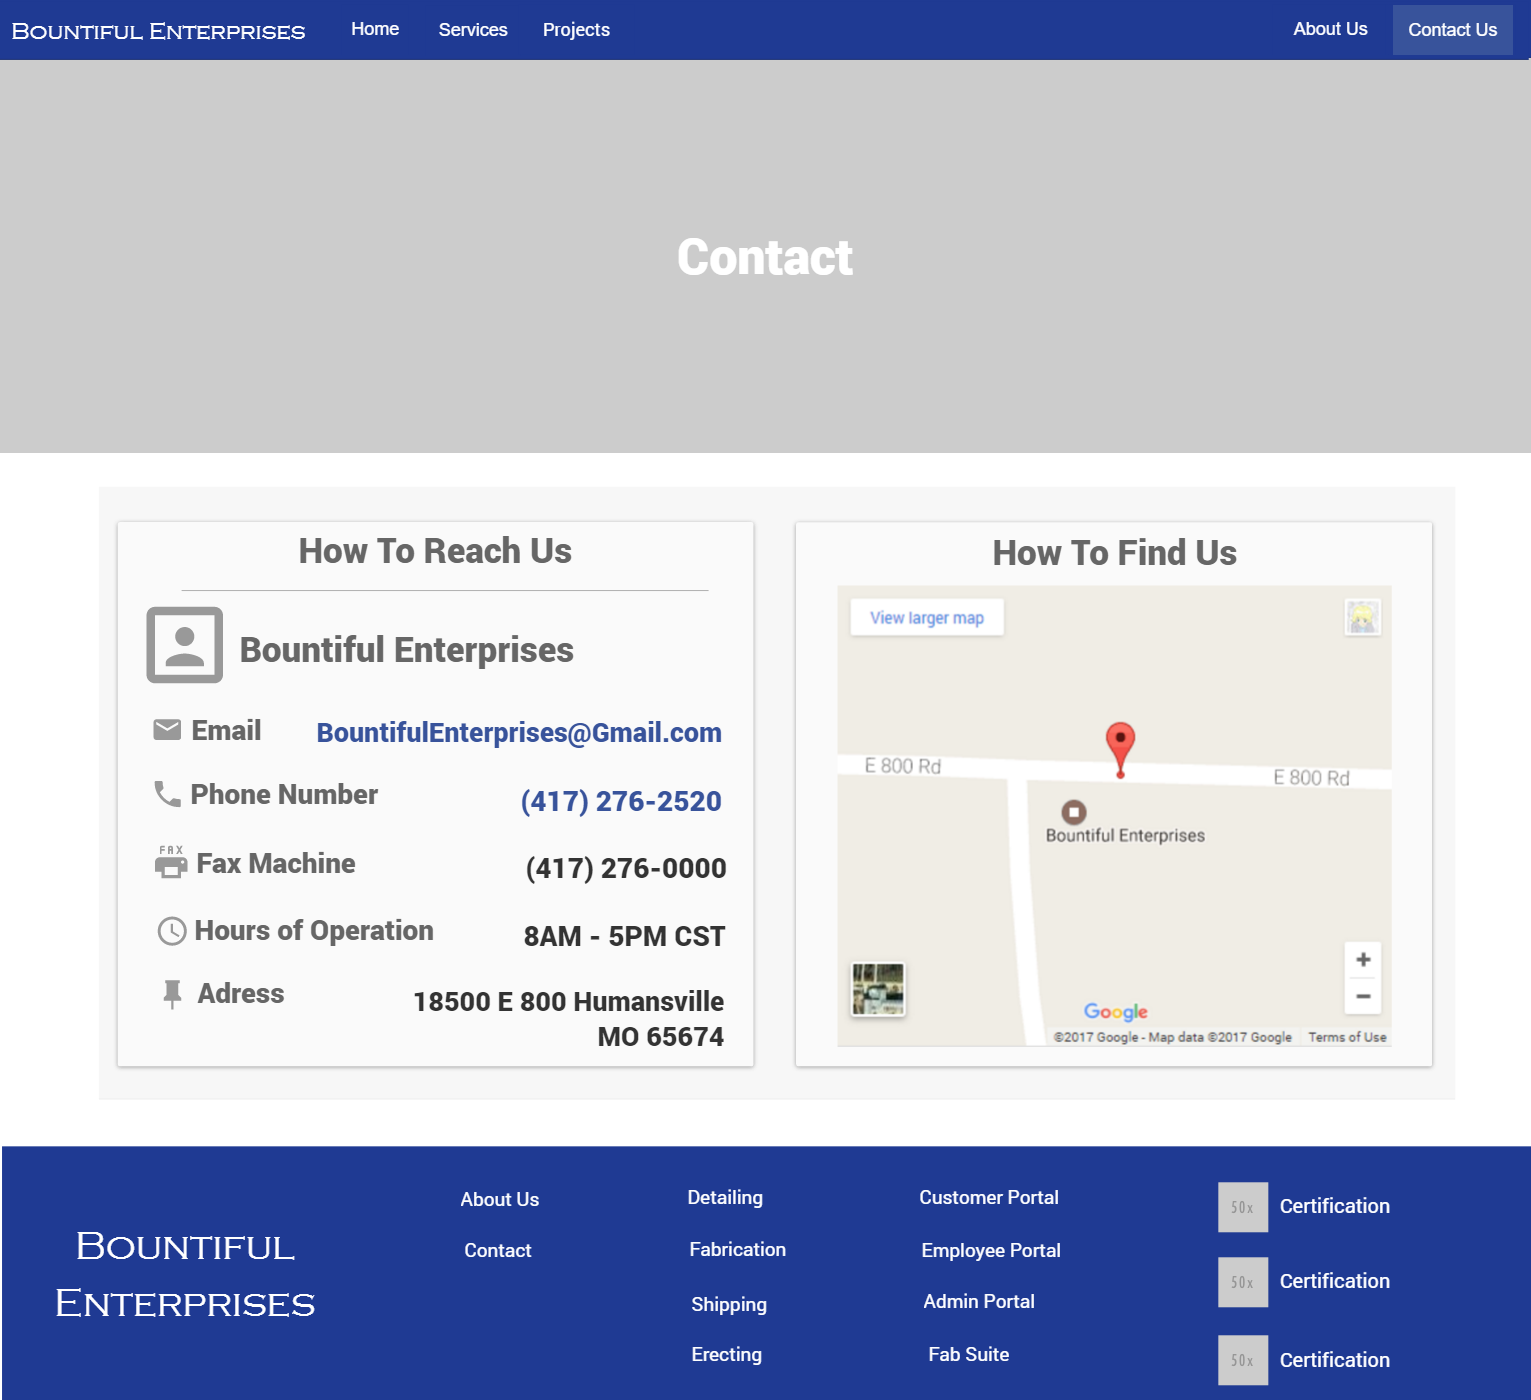 BOUNTIFUL ENTERPRISES
Home
Services
Projects
About Us
Contact Us
Contact
How To Reach Us
Bountiful Enterprises
Email
BountifulEnterprises@Gmail.com
Phone Number
(417) 276-2520
FAX
Fax Machine
(417) 276-0000
Hours of Operation
8AM - 5PM CST
Adress
18500 E 800 Humansville
MO 65674
How To Find Us
View larger map
E 800 Rd
E 800 Rd
Bountiful Enterprises
Google
©2017 Google - Map data ©2017 Google
Terms of Use
BOUNTIFUL
ENTERPRISES
About Us
Contact
Detailing
Fabrication
Shipping
Erecting
Customer Portal
Employee Portal
Admin Portal
Fab Suite
50x
Certification
50x
Certification
50x
Certification